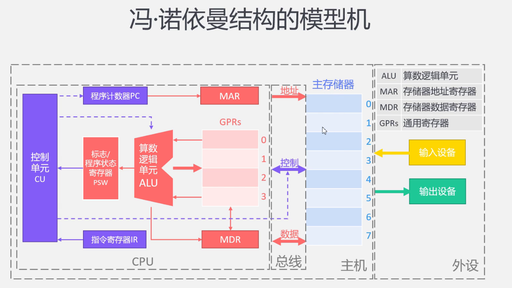 冯·诺依曼结构的模型机
程序计数器PC
MAR
地址
主存储器
ALU 算数逻辑单元
MAR 存储器地址寄存器
MDR 存储器数据寄存器
GPRs 通用寄存器
GPRs
控制
单元
CU
标志/
程序状态
寄存器
PSW
算数
逻辑
单元
ALU
0
1
2
3
控制
0
1
2
3
4
5
6
7
输入设备
输出设备
指令寄存器IR
MDR
数据
CPU
总线
主机
外设